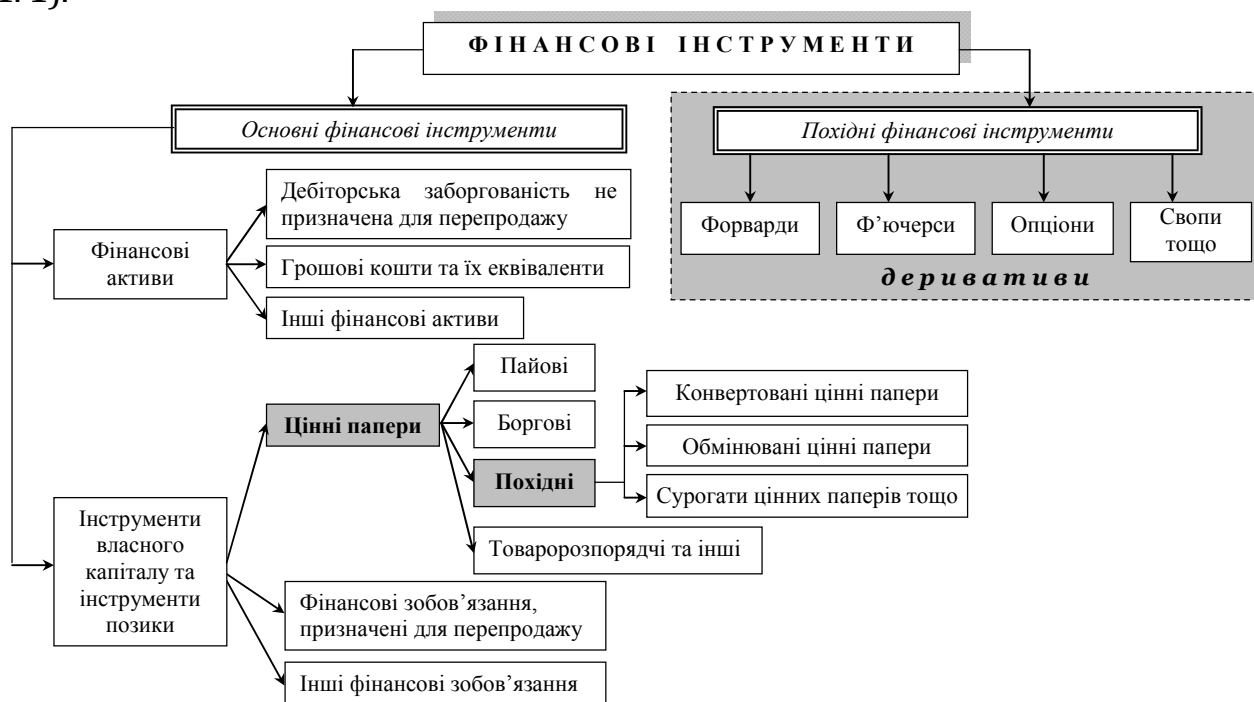 ФІНАНСОВІ ІНСТРУМЕНТИ
Основні фінансові інструменти
Похідні фінансові інструменти
Форварди
Ф’ючерси
Опціони
Свопи
тощо
деривативи
Фінансові
активи
Дебіторська заборгованість не
призначена для перепродажу
Грошові кошти та їх еквіваленти
Інші фінансові активи
Інструменти
власного
капіталу та
інструменти
позики
Цінні папери
Пайові
Боргові
Похідні
Товаророзпорядчі та інші
Конвертовані цінні папери
Обмінювані цінні папери
Сурогати цінних паперів тощо
Фінансові зобов’язання,
призначені для перепродажу
Інші фінансові зобов’язання